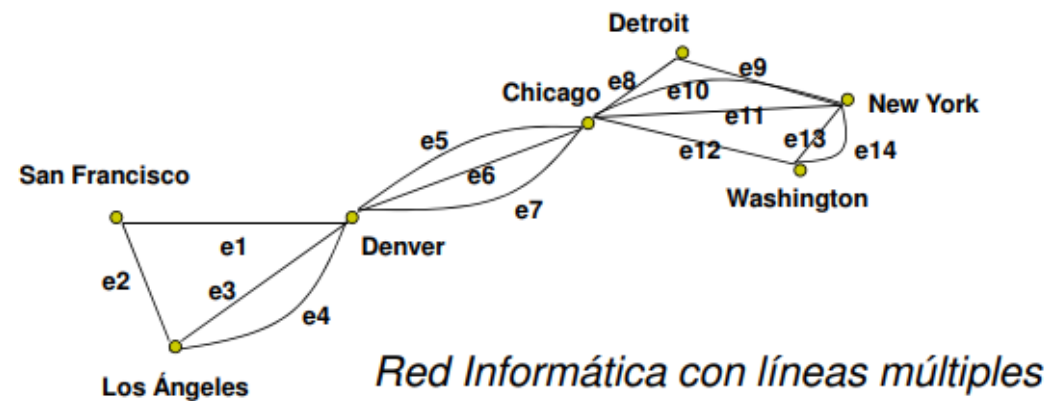 Detroit
e8
e9
Chicago
e10
New York
e11
e5
e13
e12
e14
e6
San Francisco
Washington
e7
e1
Denver
e2
e3
e4
Los Ángeles
Red Informática con líneas múltiples